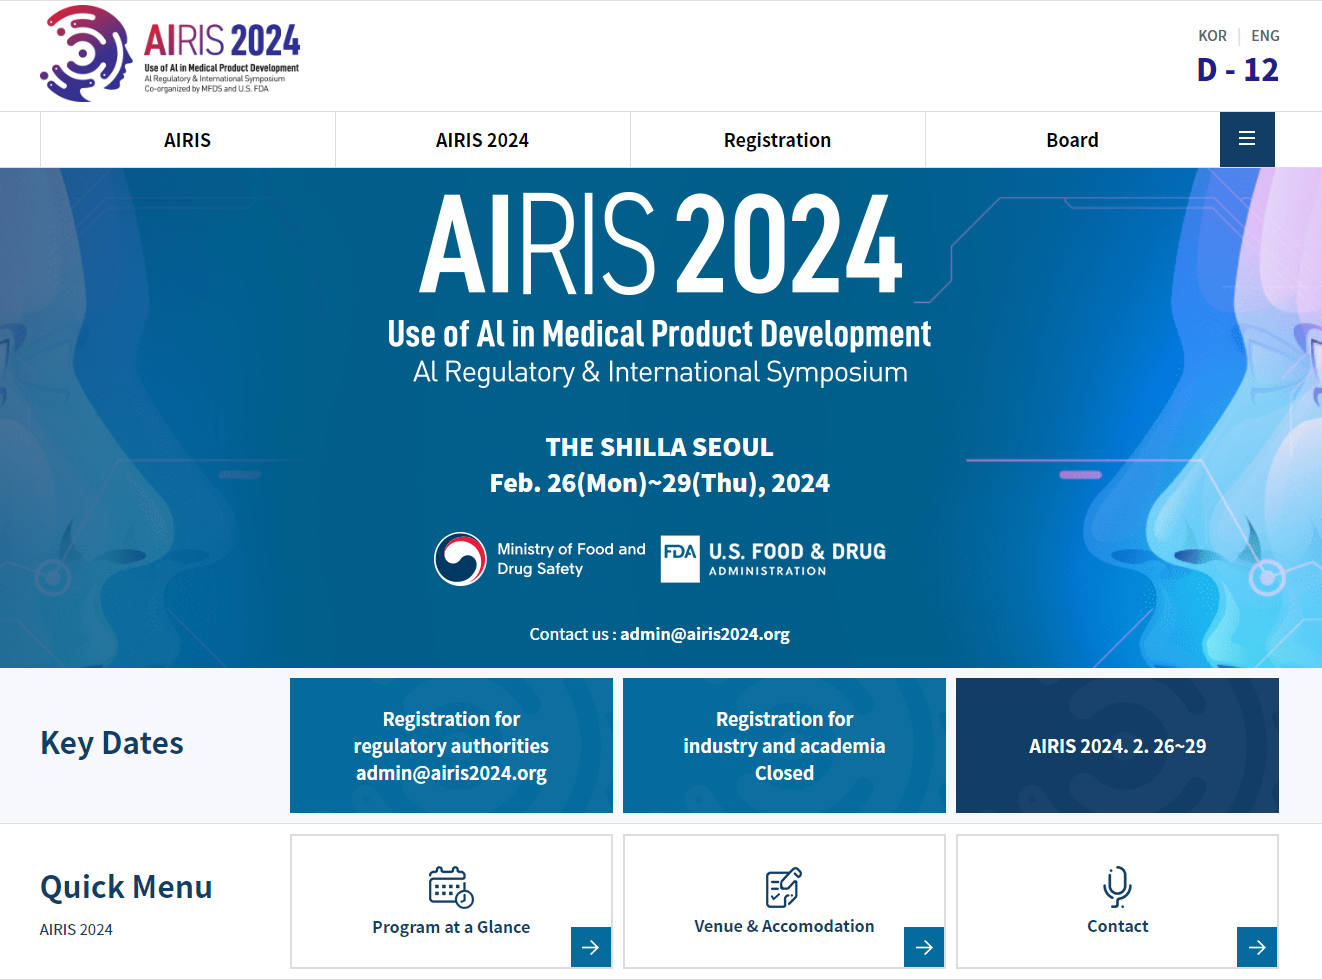 AIRIS 2024
Use of AI in Medical Product Development
AI Regulatory & International Symposium
Co-organized by MFDS and U.S. FDA
KOR | ENG
D - 12
AIRIS
AIRIS 2024
Registration
Board
AIRIS 2024
Use of AI in Medical Product Development
AI Regulatory & International Symposium
THE SHILLA SEOUL
Feb. 26(Mon)~29(Thu), 2024
Ministry of Food and
Drug Safety
FDA
U.S. FOOD & DRUG
ADMINISTRATION
Contact us : admin@airis2024.org
Key Dates
Registration for
regulatory authorities
admin@airis2024.org
Registration for
industry and academia
Closed
AIRIS 2024. 2. 26~29
Quick Menu
AIRIS 2024
Program at a Glance
Venue & Accomodation
Contact